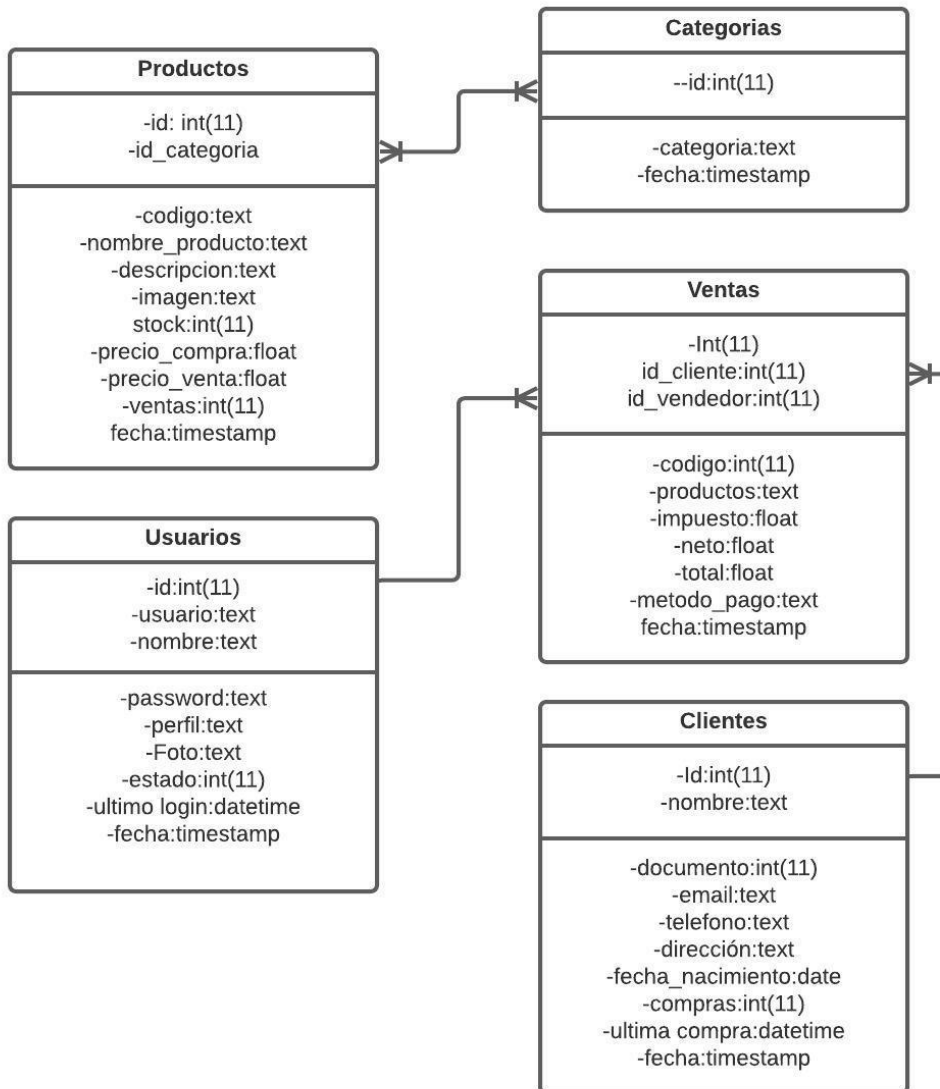 Productos
-id: int(11)
-id_categoria
-codigo:text
-nombre_producto:text
-descripcion:text
-imagen:text
stock:int(11)
-precio_compra:float
-precio_venta:float
-ventas:int(11)
fecha:timestamp
Categorias
--id:int(11)
-categoria:text
-fecha:timestamp
Ventas
-Int(11)
id_cliente:int(11)
id_vendedor:int(11)
-codigo:int(11)
-productos:text
-impuesto:float
-neto:float
-total:float
-metodo_pago:text
fecha:timestamp
Usuarios
-id:int(11)
-usuario:text
-nombre:text
-password:text
-perfil:text
-Foto:text
-estado:int(11)
-ultimo login:datetime
-fecha:timestamp
Clientes
-Id:int(11)
-nombre:text
-documento:int(11)
-email:text
-telefono:text
-dirección:text
-fecha_nacimiento:date
-compras:int(11)
-ultima compra:datetime
-fecha:timestamp